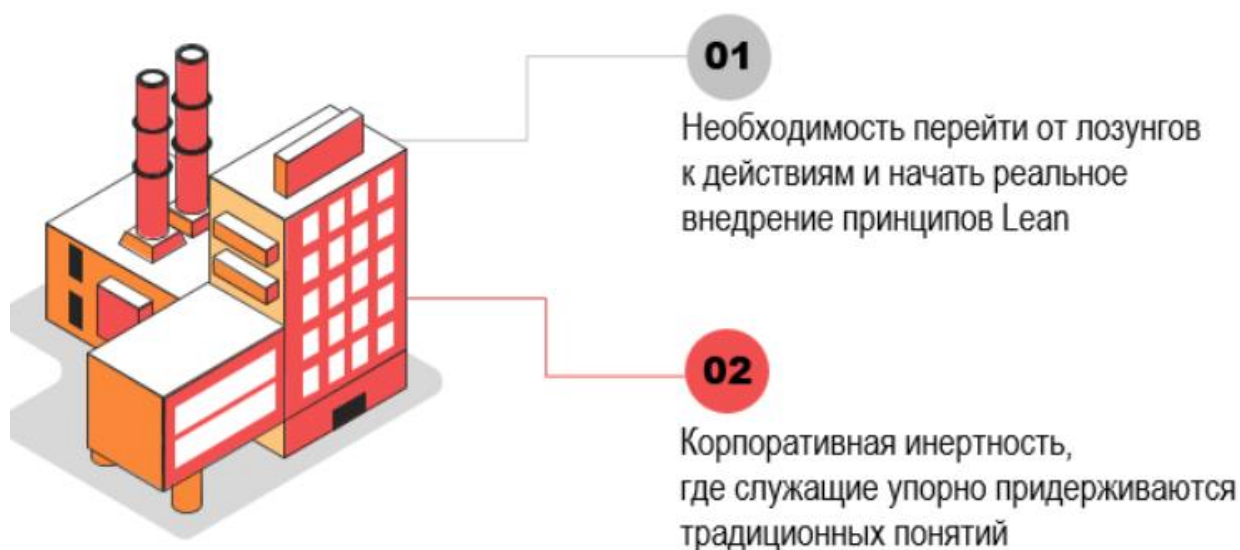 01
Необходимость перейти от лозунгов
к действиям и начать реальное
внедрение принципов Lean
02
Корпоративная инертность,
где служащие упорно придерживаются
традиционных понятий